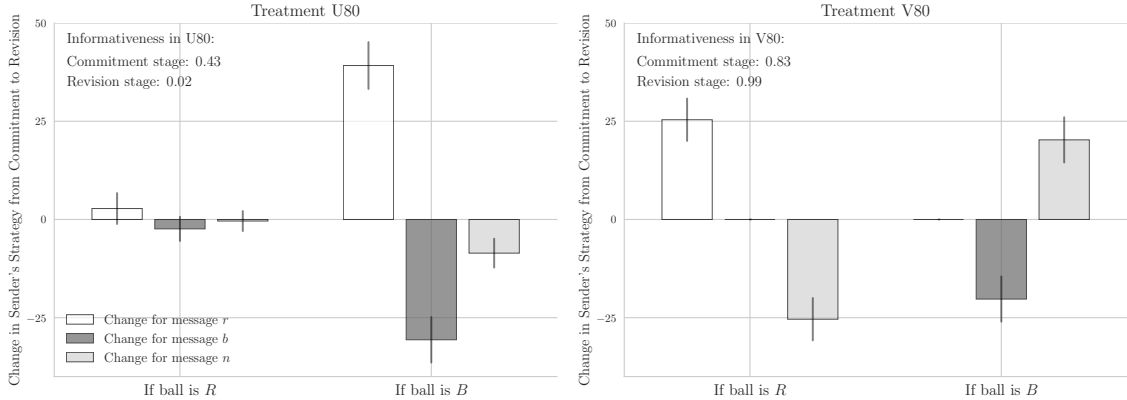 Treatment U80
Change in Sender's Strategy from Commitment to Revision
50
25
0
−25
Informativeness in U80:
Commitment stage: 0.43
Revision stage: 0.02
Change for message r
Change for message b
Change for message n
If ball is R
If ball is B
Treatment V80
Change in Sender's Strategy from Commitment to Revision
50
25
0
−25
Informativeness in V80:
Commitment stage: 0.83
Revision stage: 0.99
If ball is R
If ball is B